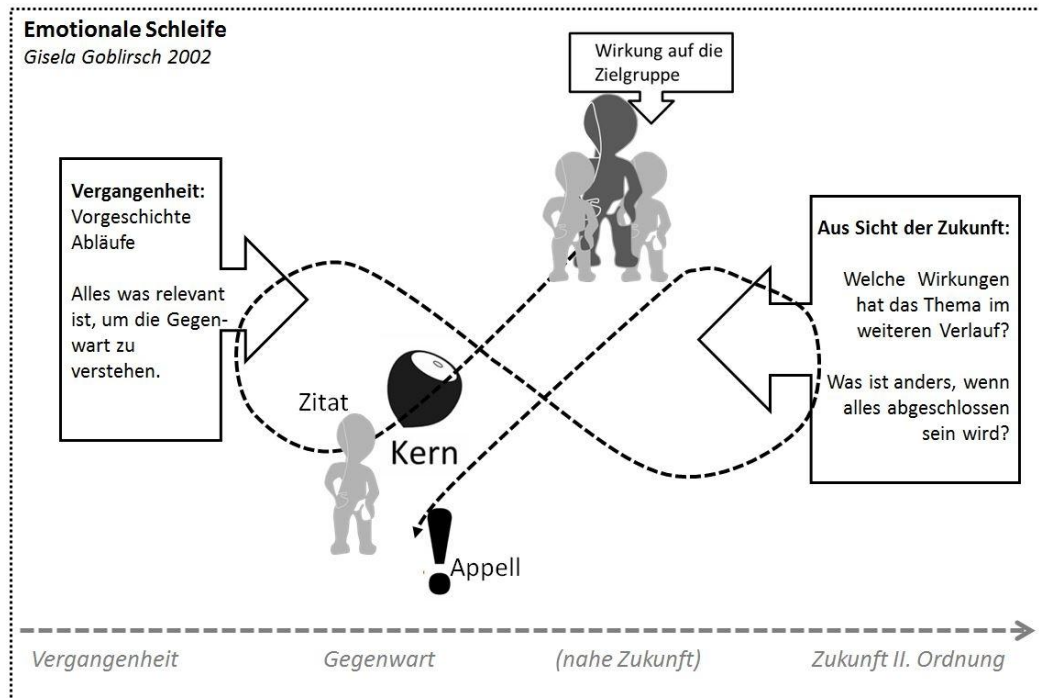 Emotionale Schleife
Gisela Goblirsch 2002
Wirkung auf die
Zielgruppe
Vergangenheit:
Vorgeschichte
Abläufe
Alles was relevant
ist, um die Gegen-
wart zu
verstehen.
Aus Sicht der Zukunft:
Welche Wirkungen
hat das Thema im
weiteren Verlauf?
Was ist anders, wenn
alles abgeschlossen
sein wird?
Zitat
Kern
Appell
Vergangenheit
Gegenwart
(nahe Zukunft)
Zukunft II. Ordnung